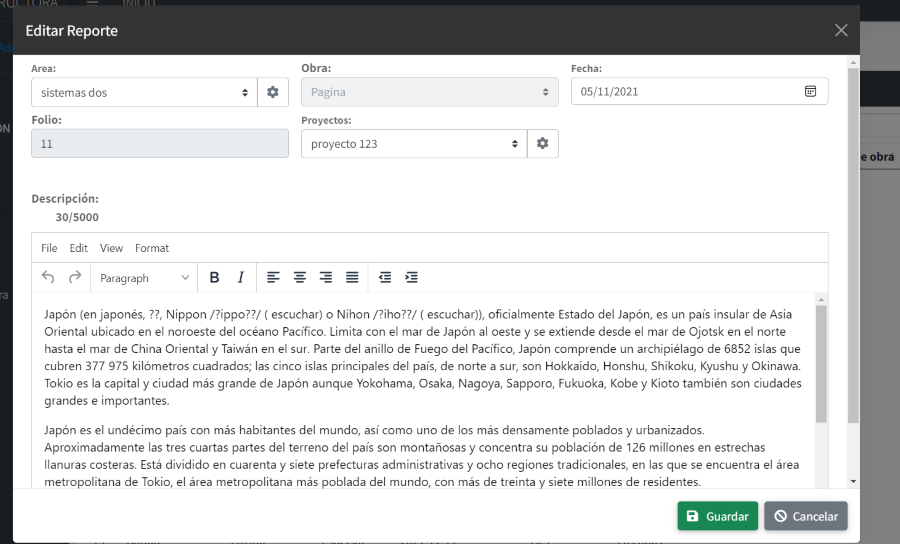 INICIO
Editar Reporte
Area:
Obra:
Fecha:
sistemas dos
Pagina
05/11/2021
Folio:
Proyectos:
11
proyecto 123
e obra
Descripción:
30/5000
File Edit View Format
Paragraph B I
ra
Japón (en japonés, ??, Nippon /?ippo??/ ( escuchar) o Nihon /?iho??/ ( escuchar)), oficialmente Estado del Japón, es un país insular de Asia
Oriental ubicado en el noroeste del océano Pacífico. Limita con el mar de Japón al oeste y se extiende desde el mar de Ojotsk en el norte
hasta el mar de China Oriental y Taiwán en el sur. Parte del anillo de Fuego del Pacífico, Japón comprende un archipiélago de 6852 islas que
cubren 377 975 kilómetros cuadrados; las cinco islas principales del país, de norte a sur, son Hokkaido, Honshu, Shikoku, Kyushu y Okinawa.
Tokio es la capital y ciudad más grande de Japón aunque Yokohama, Osaka, Nagoya, Sapporo, Fukuoka, Kobe y Kioto también son ciudades
grandes e importantes.
Japón es el undécimo país con más habitantes del mundo, así como uno de los más densamente poblados y urbanizados.
Aproximadamente las tres cuartas partes del terreno del país son montañosas y concentra su población de 126 millones en estrechas
llanuras costeras. Está dividido en cuarenta y siete prefecturas administrativas y ocho regiones tradicionales, en las que se encuentra el área
metropolitana de Tokio, el área metropolitana más poblada del mundo, con más de treinta y siete millones de residentes.
Guardar
Cancelar